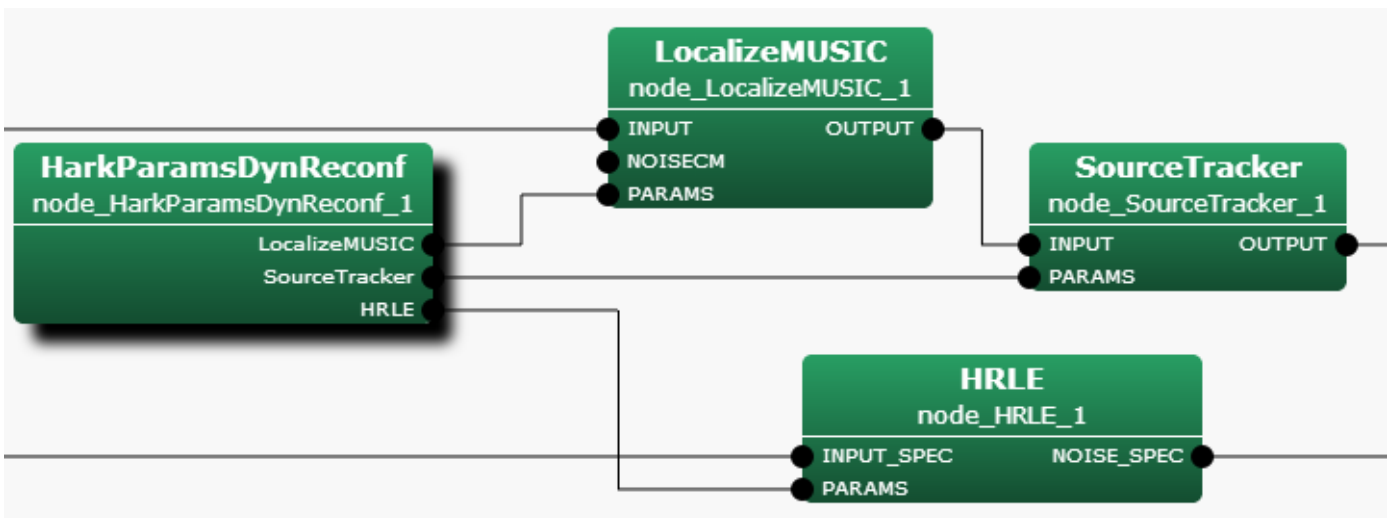 LocalizeMUSIC
node_LocalizeMUSIC_1
INPUT OUTPUT
NOISECM
PARAMS
HarkParamsDynReconf
node_HarkParamsDynReconf_1
LocalizeMUSIC
SourceTracker
HRLE
SourceTracker
node_SourceTracker_1
INPUT OUTPUT
PARAMS
HRLE
node_HRLE_1
INPUT_SPEC NOISE_SPEC
PARAMS